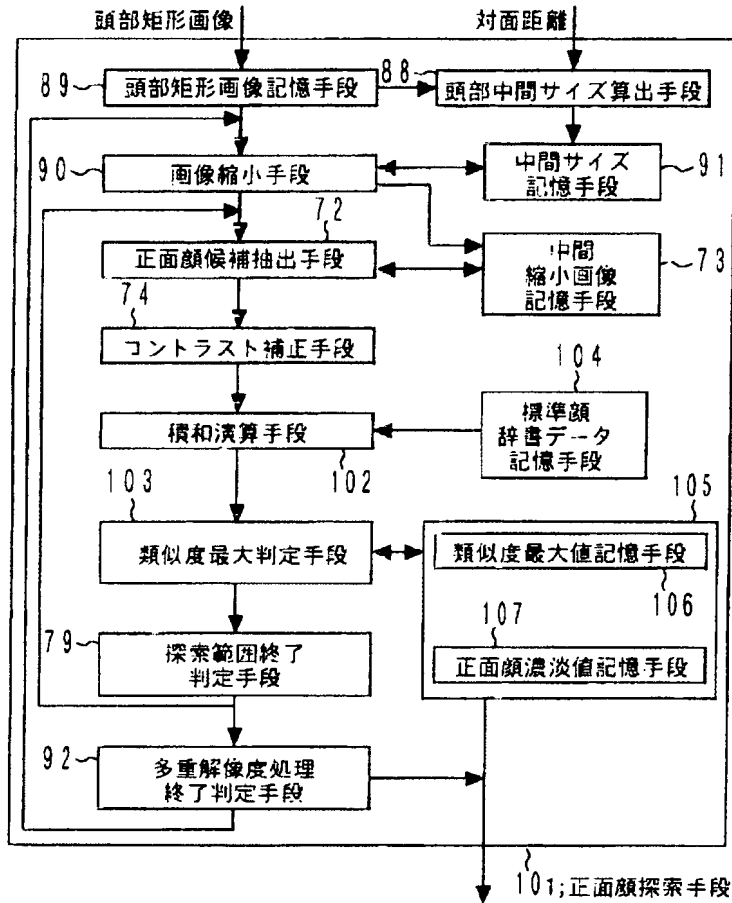 頭部矩形画像
対面距離
89
頭部矩形画像記憶手段
88
頭部中間サイズ算出手段
90
画像縮小手段
中間サイズ
記憶手段
91
72
正面顔候補抽出手段
中間
縮小画像
記憶手段
73
74
コントラスト補正手段
104
積和演算手段
102
標準顔
辞書データ
記憶手段
103
類似度最大判定手段
105
類似度最大値記憶手段
106
107
正面顔濃淡値記憶手段
79
探索範囲終了
判定手段
92
多重解像度処理
終了判定手段
101;正面顔探索手段